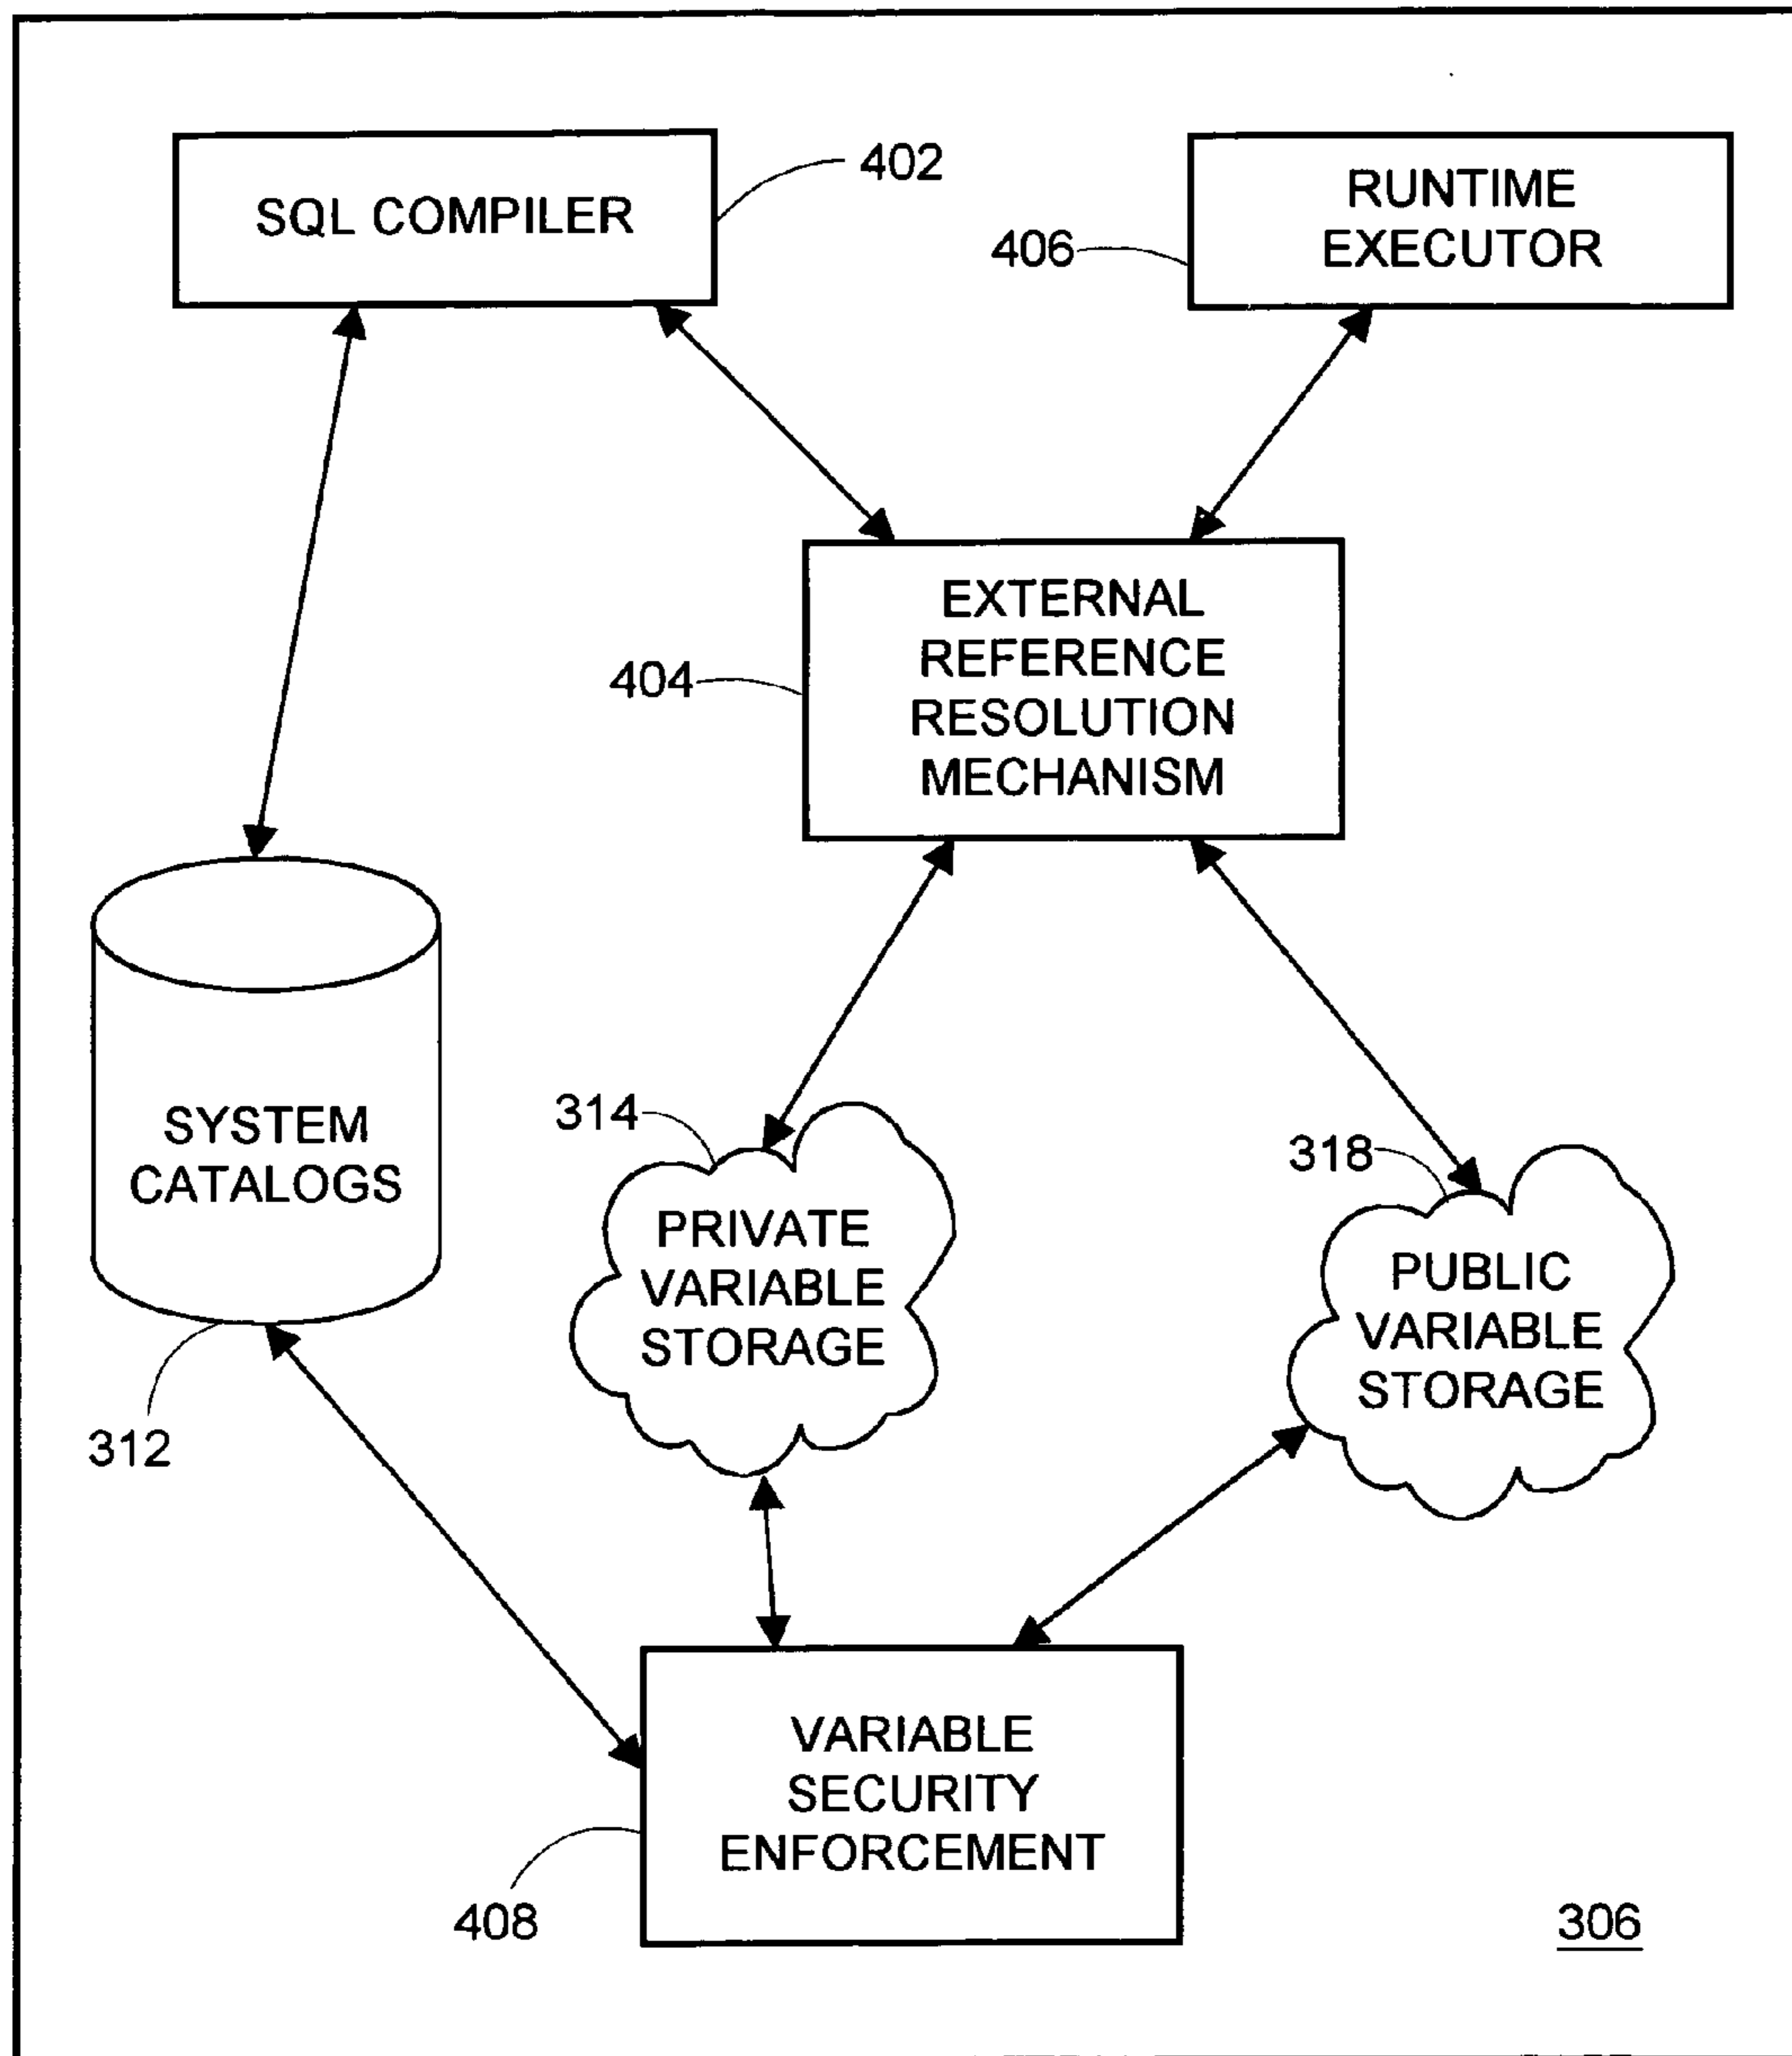 SQL COMPILER
402
RUNTIME
EXECUTOR
406
EXTERNAL
REFERENCE
RESOLUTION
MECHANISM
404
SYSTEM
CATALOGS
312
314
PRIVATE
VARIABLE
STORAGE
318
PUBLIC
VARIABLE
STORAGE
VARIABLE
SECURITY
ENFORCEMENT
408
306